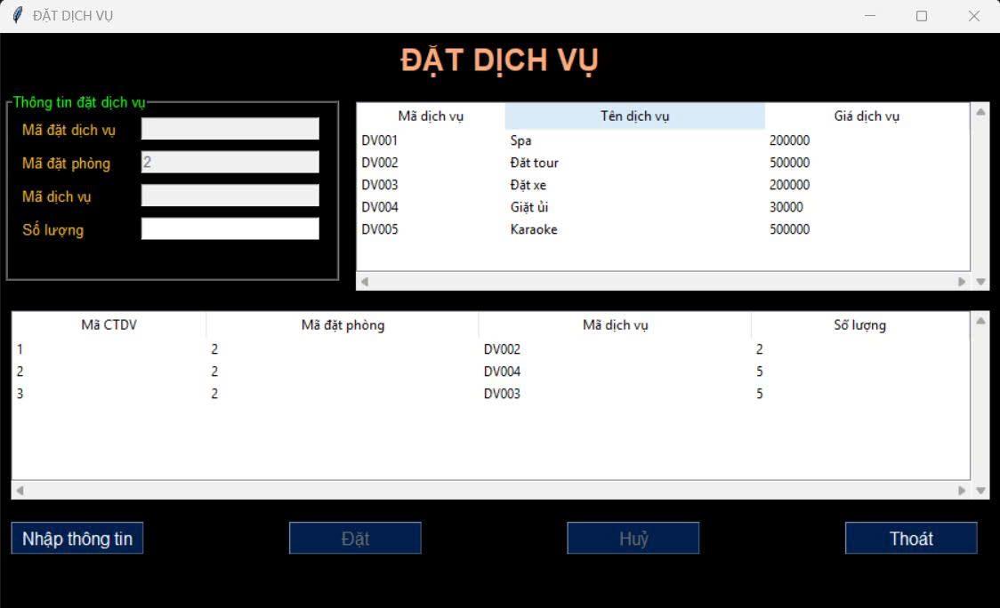 ĐẶT DỊCH VỤ
ĐẶT DỊCH VỤ
Thông tin đặt dịch vụ
Mã đặt dịch vụ
Mã đặt phòng 2
Mã dịch vụ
Số lượng
Mã dịch vụ Tên dịch vụ Giá dịch vụ
DV001 Spa 200000
DV002 Đăt tour 500000
DV003 Đặt xe 200000
DV004 Giặt ủi 30000
DV005 Karaoke 500000
Mã CTDV Mã đặt phòng Mã dịch vụ Số lượng
1 2 DV002 2
2 2 DV004 5
3 2 DV003 5
Nhập thông tin Đặt Huỷ Thoát